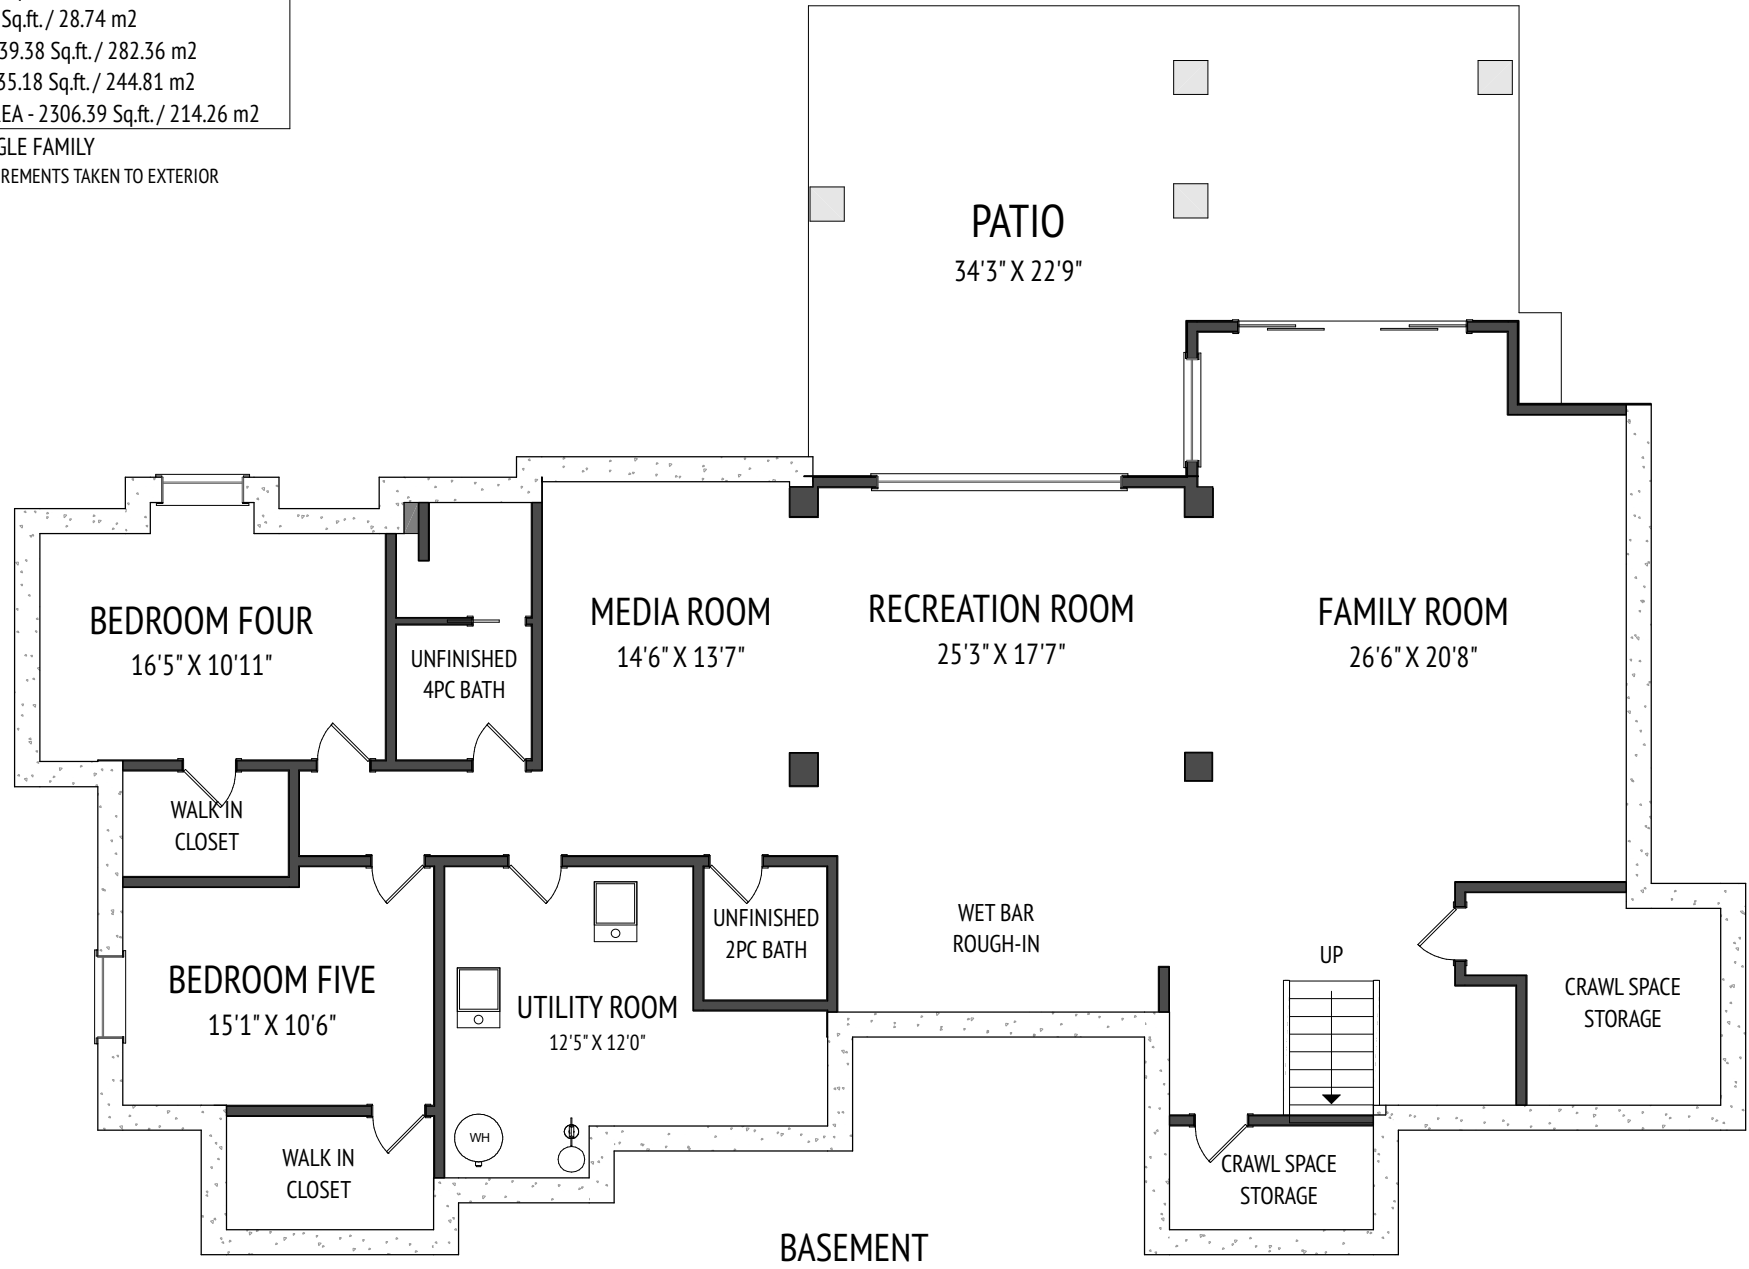 Sq.ft. / 28.74 m2
39.38 Sq.ft. / 282.36 m2
35.18 Sq.ft. / 244.81 m2
EA - 2306.39 Sq.ft. / 214.26 m2
GLE FAMILY
REMENTS TAKEN TO EXTERIOR
PATIO
34'3" X 22'9"
BEDROOM FOUR
16'5" X 10'11"
UNFINISHED
4PC BATH
MEDIA ROOM
14'6" X 13'7"
RECREATION ROOM
25'3" X 17'7"
FAMILY ROOM
26'6" X 20'8"
WALK IN
CLOSET
BEDROOM FIVE
15'1" X 10'6"
UTILITY ROOM
12'5" X 12'0"
UNFINISHED
2PC BATH
WET BAR
ROUGH-IN
UP
CRAWL SPACE
STORAGE
WH
WALK IN
CLOSET
CRAWL SPACE
STORAGE
BASEMENT